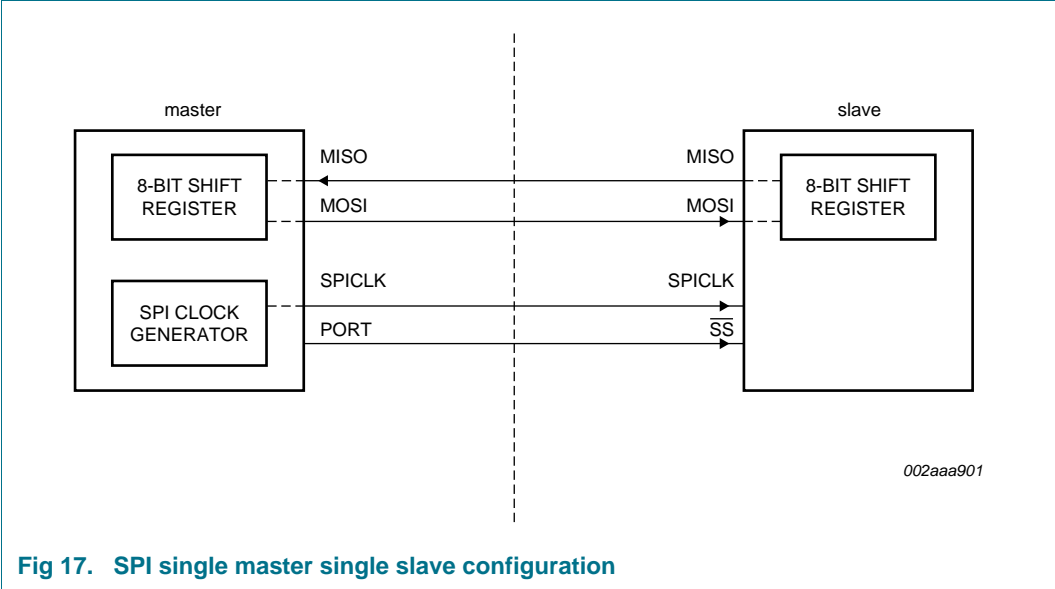 master
slave
MISO
MISO
8-BIT SHIFT
REGISTER
8-BIT SHIFT
REGISTER
MOSI
MOSI
SPICLK
SPICLK
SPI CLOCK
GENERATOR
PORT
S̅S̅
002aaa901
Fig 17. SPI single master single slave configuration